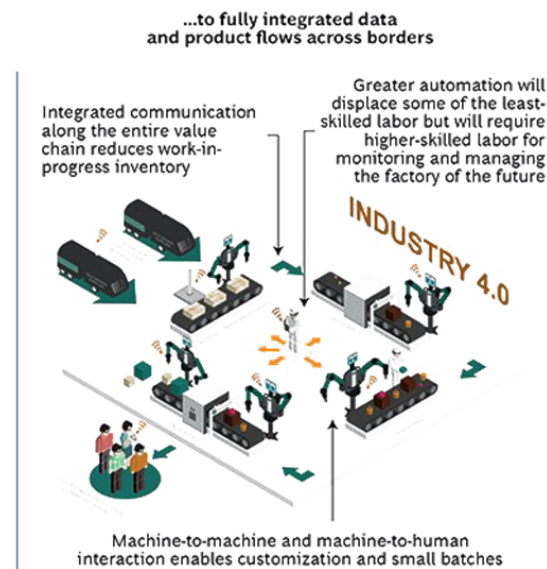 ...to fully integrated data
and product flows across borders
Integrated communication
along the entire value
chain reduces work-in-
progress inventory
Greater automation will
displace some of the least-
skilled labor but will require
higher-skilled labor for
monitoring and managing
the factory of the future
INDUSTRY 4.0
Machine-to-machine and machine-to-human
interaction enables customization and small batches